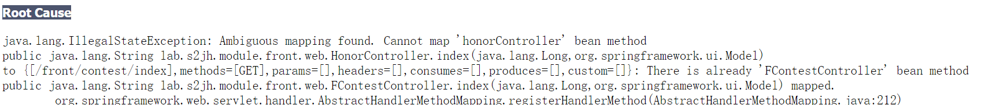 Root Cause
java.lang.IllegalStateException: Ambiguous mapping found. Cannot map 'honorController' bean method
public java.lang.String lab.s2jh.module.front.web.HonorController.index(java.lang.Long,org.springframework.ui.Model)
to {[/front/contest/index],methods=[GET],params=[],headers=[],consumes=[],produces=[],custom=[]}: There is already 'FContestController' bean method
public java.lang.String lab.s2jh.module.front.web.FContestController.index(java.lang.Long,org.springframework.ui.Model) mapped.
org.springframework.web.servlet.handler.AbstractHandlerMethodMapping.registerHandlerMethod(AbstractHandlerMethodMapping.java:212)